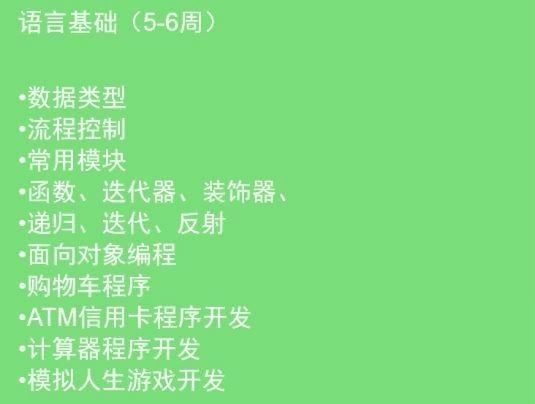 语言基础（5-6周）
•数据类型
•流程控制
•常用模块
•函数、迭代器、装饰器、
•递归、迭代、反射
•面向对象编程
•购物车程序
•ATM信用卡程序开发
•计算器程序开发
•模拟人生游戏开发